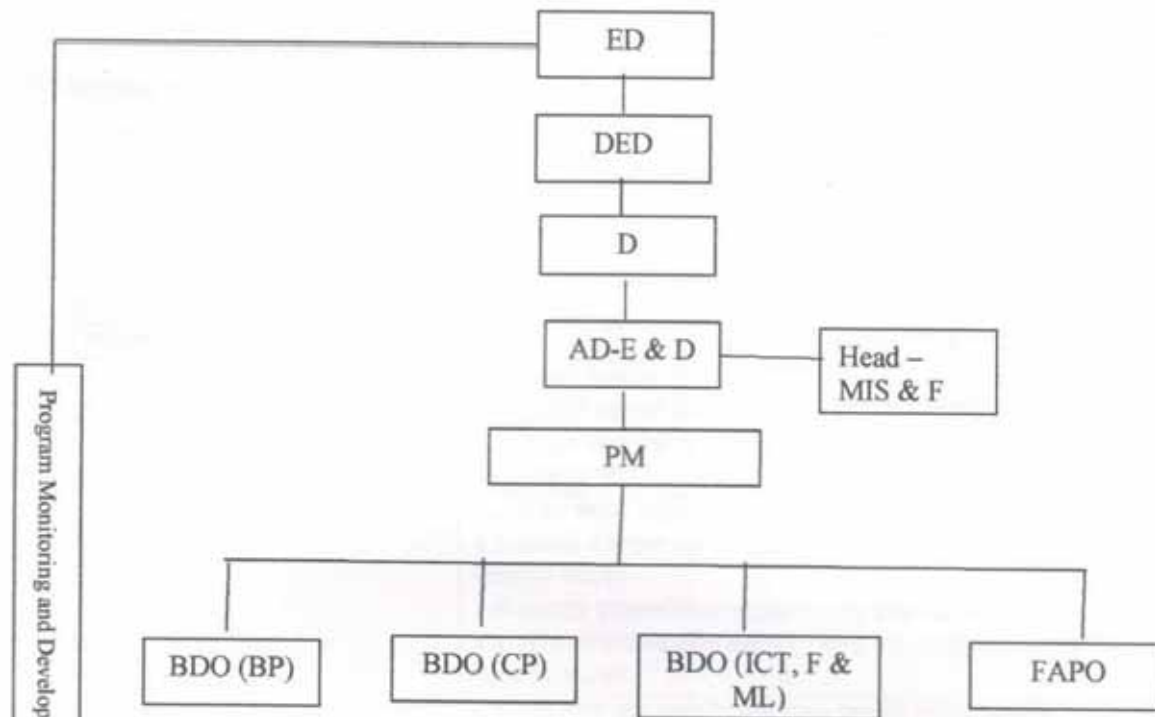 ED
DED
D
AD-E & D
Head –
MIS & F
PM
Program Monitoring and Develop
BDO (BP)
BDO (CP)
BDO (ICT, F &
ML)
FAPO